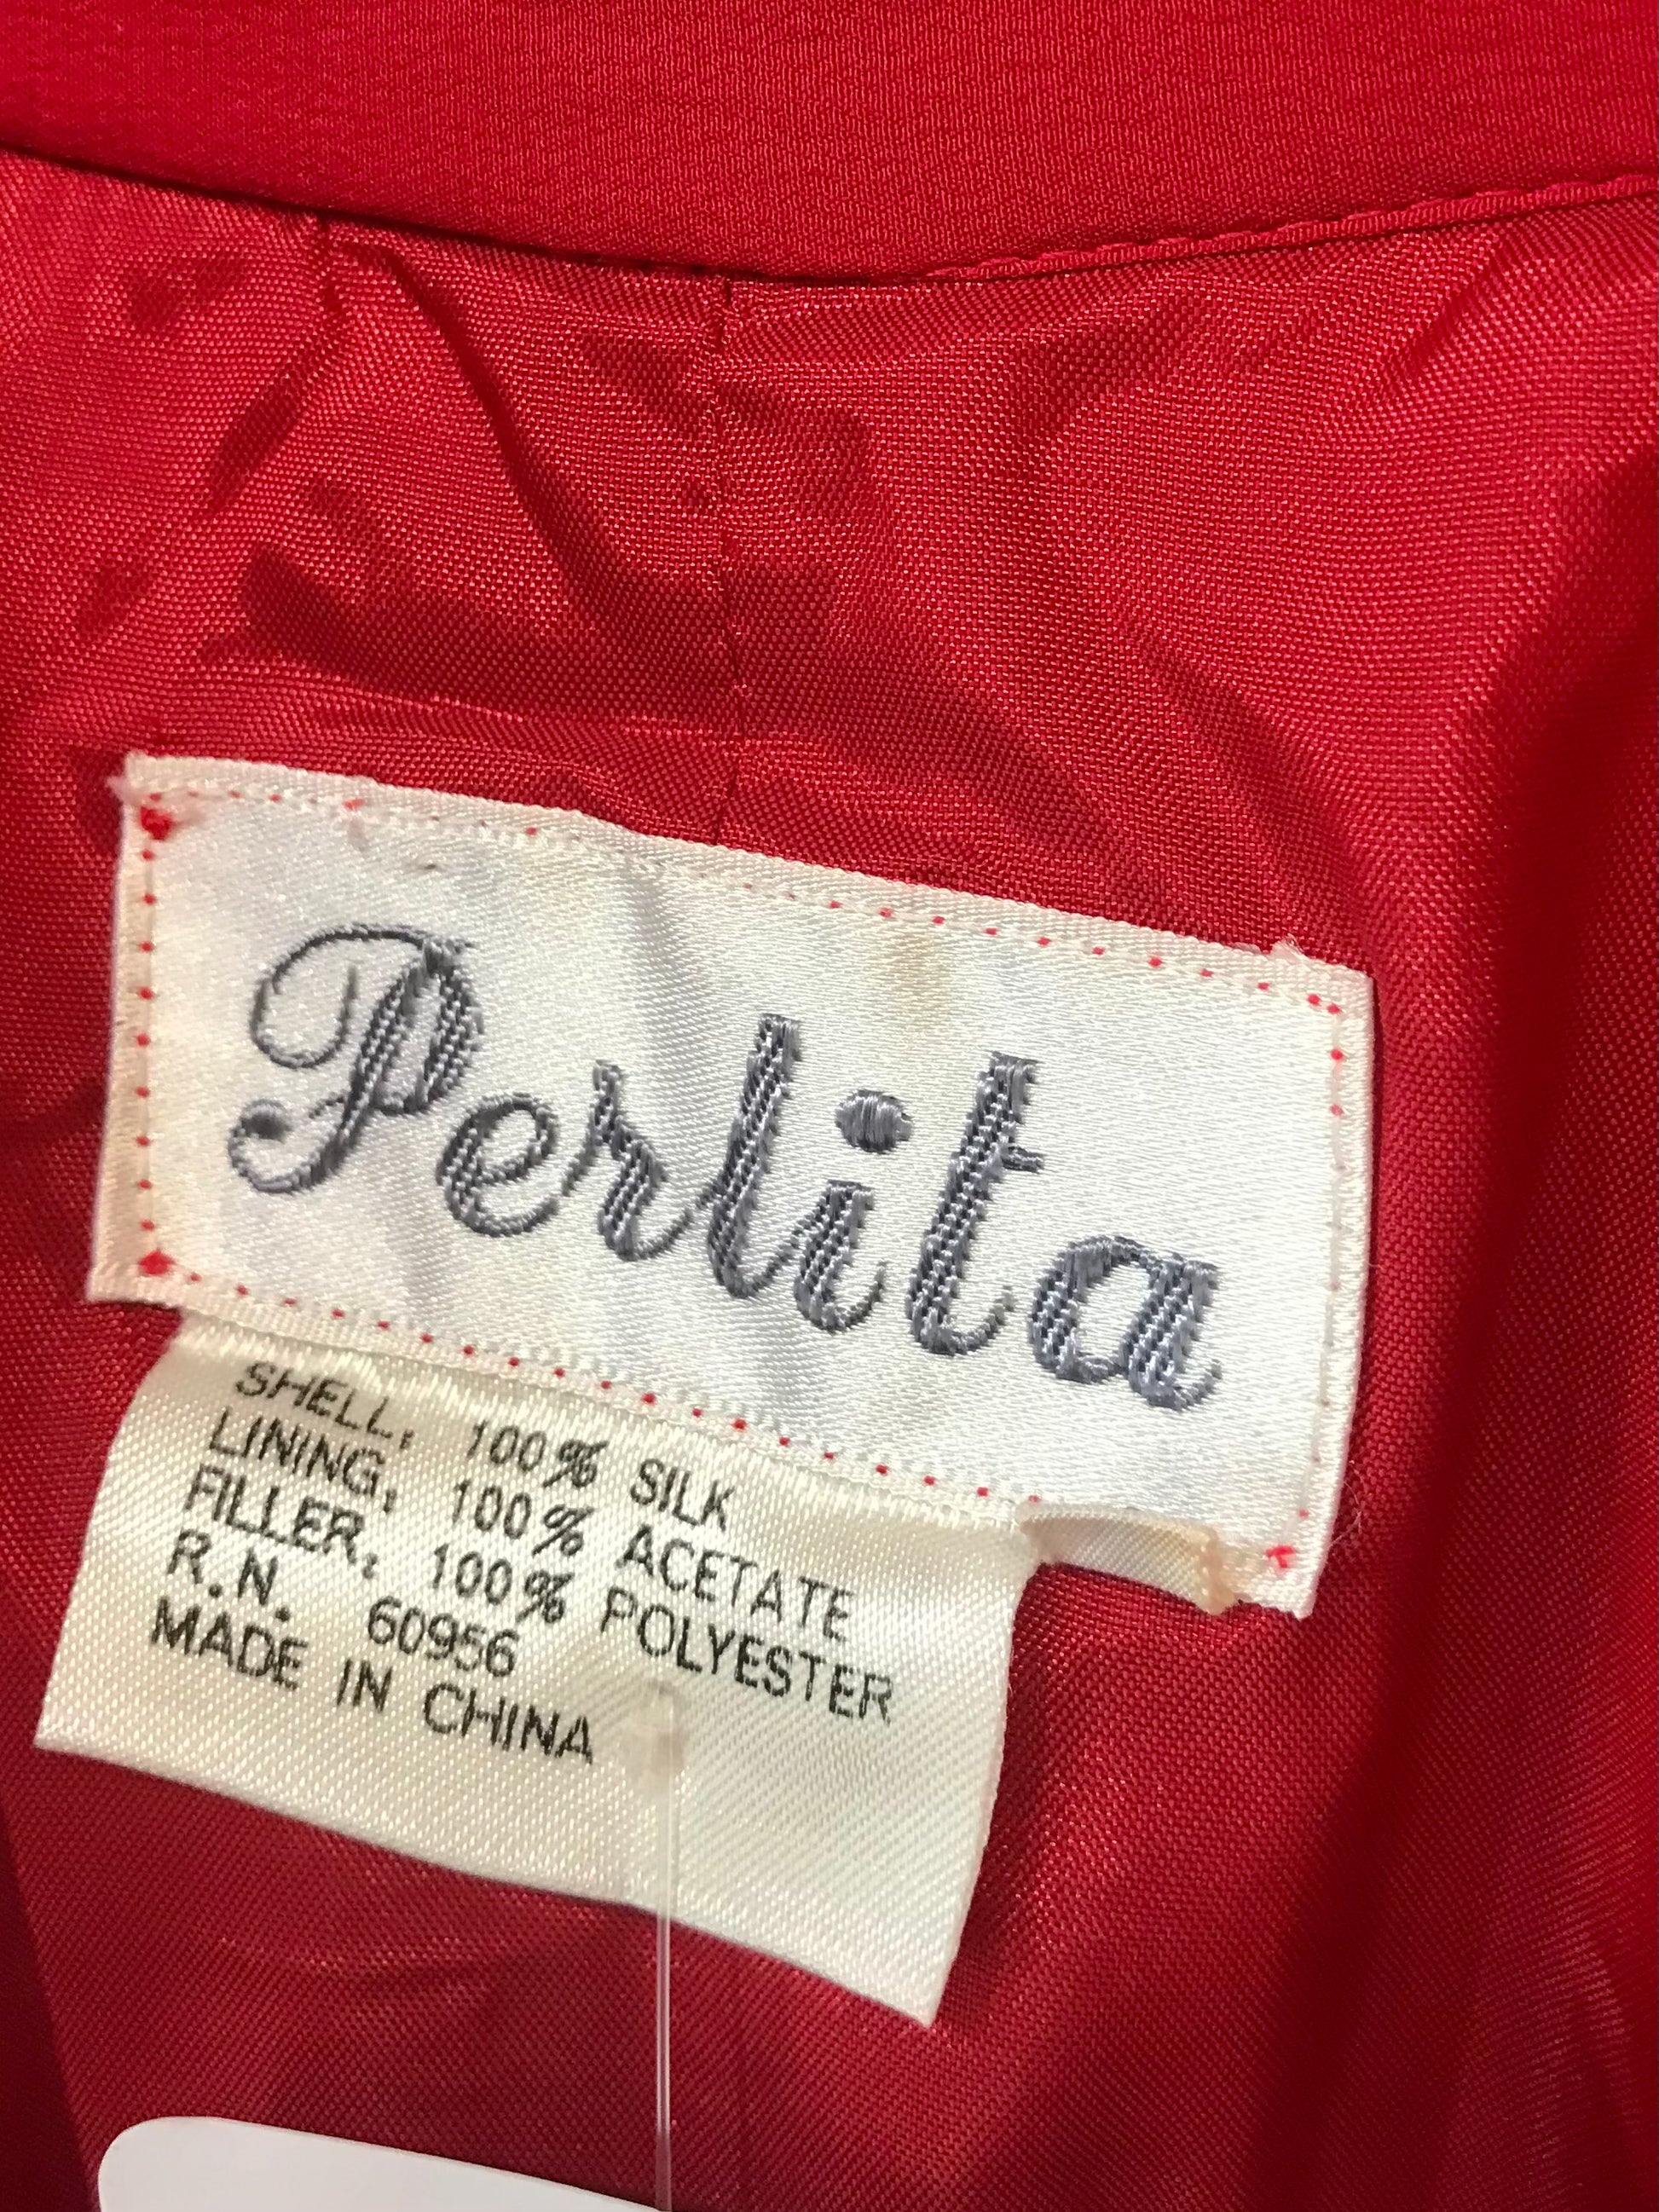 Perlita
SHELL: 100% SILK
LINING: 100% ACETATE
FILLER: 100% POLYESTER
R.N. 60956
MADE IN CHINA